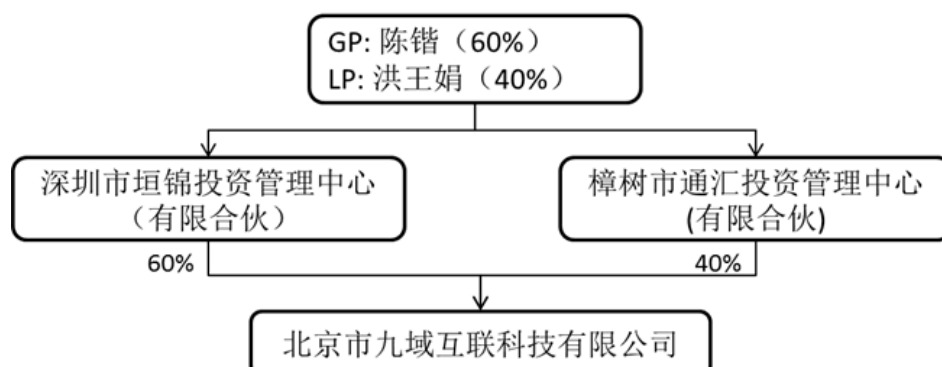 GP: 陈锴（60%）
LP: 洪王娟（40%）
深圳市垣锦投资管理中心
（有限合伙）
樟树市通汇投资管理中心
(有限合伙)
60%
40%
北京市九域互联科技有限公司